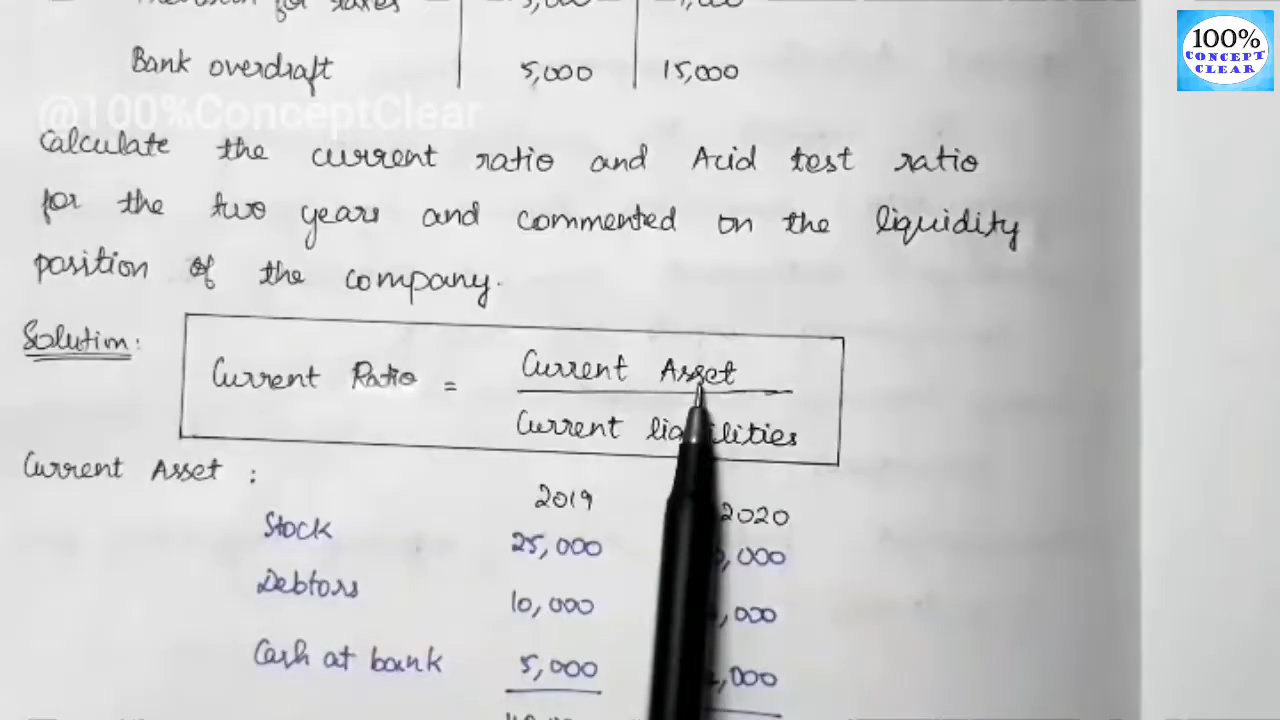 100%
CONCEPT
CLEAR
Bank overdraft 5,000 15,000
@100%ConceptClear
Calculate the current ratio and Acid test ratio
for the two years and commented on the liquidity
position of the company.
Solution:
Current Ratio = Current Asset
Current liabilities
Current Asset :
2019 2020
Stock 25,000
Debtors 10,000
Cash at bank 5,000